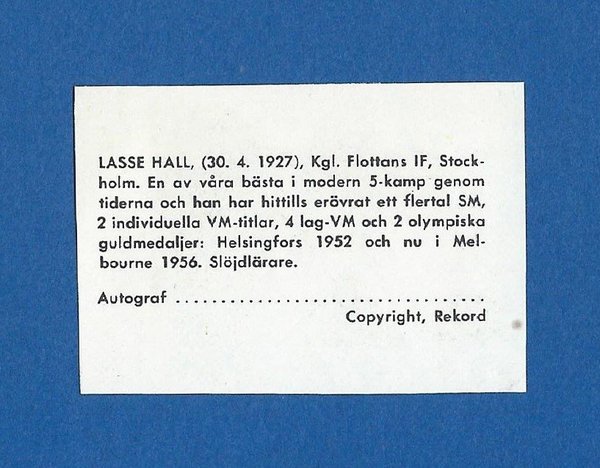 LASSE HALL, (30. 4. 1927), Kgl. Flottans IF, Stock-
holm. En av våra bästa i modern 5-kamp genom
tiderna och han har hittills erövrat ett flertal SM,
2 individuella VM-titlar, 4 lag-VM och 2 olympiska
guldmedaljer: Helsingfors 1952 och nu i Mel-
bourne 1956. Slöjdlärare.
Autograf ..................................
Copyright, Rekord